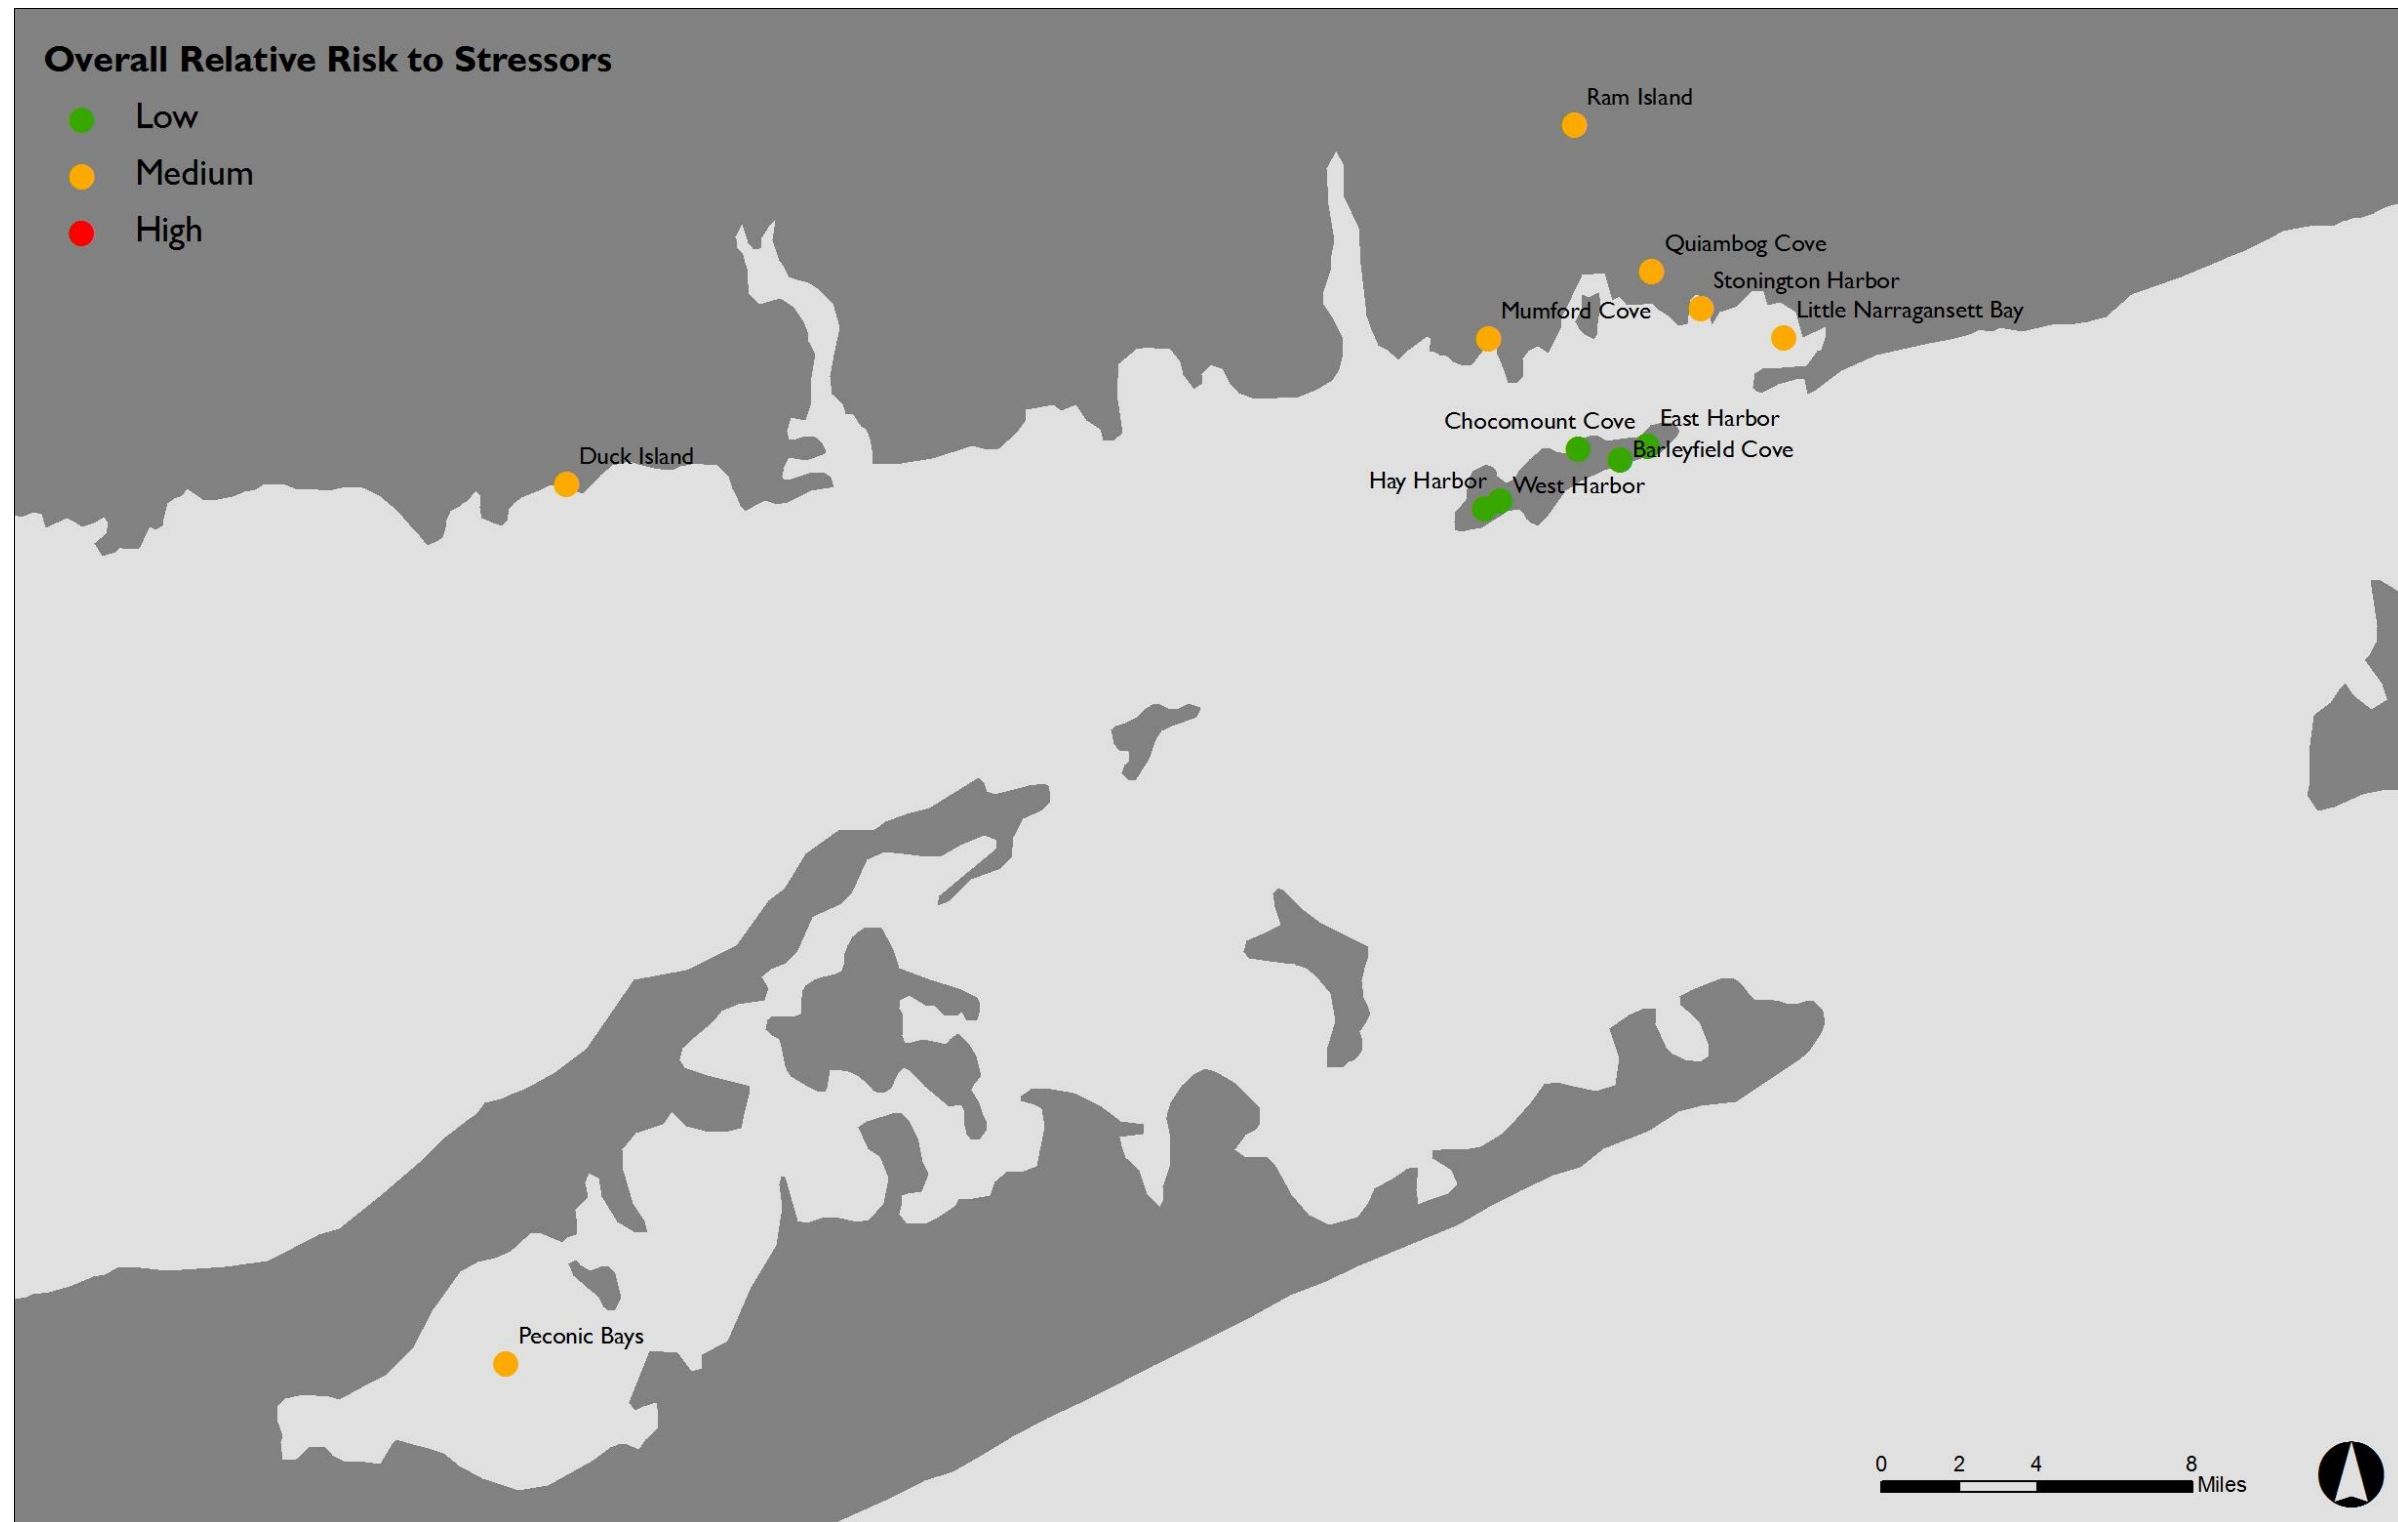 Overall Relative Risk to Stressors
Low
Medium
High
Ram Island
Quiambog Cove
Stonington Harbor
Mumford Cove
Little Narragansett Bay
Chocomount Cove
East Harbor
Barleyfield Cove
Duck Island
Hay Harbor
West Harbor
Peconic Bays
0 2 4 8
Miles